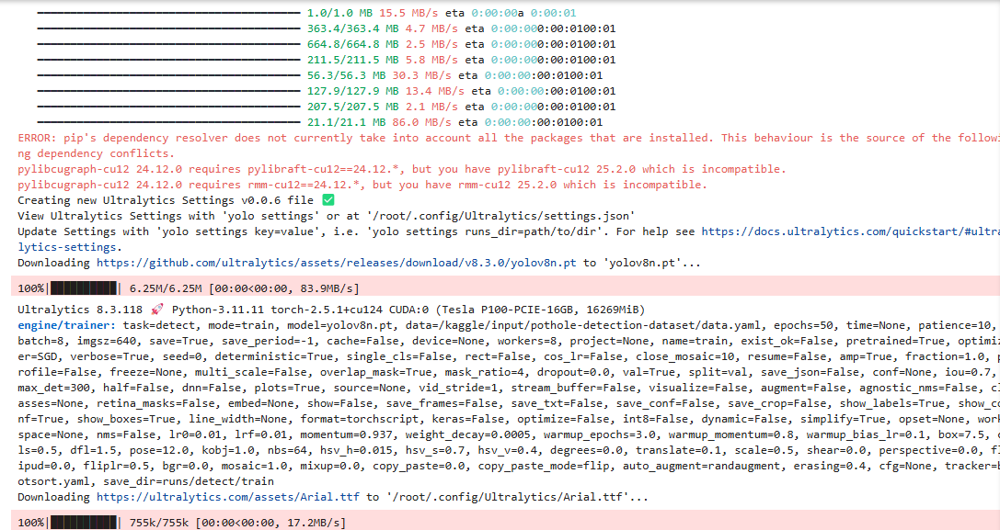 1.0/1.0 MB 15.5 MB/s eta 0:00:00a 0:00:01
363.4/363.4 MB 4.7 MB/s eta 0:00:000:00:0100:01
664.8/664.8 MB 2.5 MB/s eta 0:00:000:00:0100:01
211.5/211.5 MB 5.8 MB/s eta 0:00:000:00:0100:01
56.3/56.3 MB 30.3 MB/s eta 0:00:00:00:0100:01
127.9/127.9 MB 13.4 MB/s eta 0:00:00:00:0100:01
207.5/207.5 MB 2.1 MB/s eta 0:00:000:00:0100:01
21.1/21.1 MB 86.0 MB/s eta 0:00:00:00:0100:01
ERROR: pip's dependency resolver does not currently take into account all the packages that are installed. This behaviour is the source of the followi
ng dependency conflicts.
pylibcugraph-cu12 24.12.0 requires pylibraft-cu12==24.12.*, but you have pylibraft-cu12 25.2.0 which is incompatible.
pylibcugraph-cu12 24.12.0 requires rmm-cu12==24.12.*, but you have rmm-cu12 25.2.0 which is incompatible.
Creating new Ultralytics Settings v0.0.6 file ✅
View Ultralytics Settings with 'yolo settings' or at '/root/.config/Ultralytics/settings.json'
Update Settings with 'yolo settings key=value', i.e. 'yolo settings runs_dir=path/to/dir'. For help see https://docs.ultralytics.com/quickstart/#ultra
lytics-settings.
Downloading https://github.com/ultralytics/assets/releases/download/v8.3.0/yolov8n.pt to 'yolov8n.pt'...
100%|██████████| 6.25M/6.25M [00:00<00:00, 83.9MB/s]
Ultralytics 8.3.118 🚀 Python-3.11.11 torch-2.5.1+cu124 CUDA:0 (Tesla P100-PCIE-16GB, 16269MiB)
engine/trainer: task=detect, mode=train, model=yolov8n.pt, data=/kaggle/input/pothole-detection-dataset/data.yaml, epochs=50, time=None, patience=10,
batch=8, imgsz=640, save=True, save_period=-1, cache=False, device=None, workers=8, project=None, name=train, exist_ok=False, pretrained=True, optimiz
er=SGD, verbose=True, seed=0, deterministic=True, single_cls=False, rect=False, cos_lr=False, close_mosaic=10, resume=False, amp=True, fraction=1.0, p
rofile=False, freeze=None, multi_scale=False, overlap_mask=True, mask_ratio=4, dropout=0.0, val=True, split=val, save_json=False, conf=None, iou=0.7,
max_det=300, half=False, dnn=False, plots=True, source=None, vid_stride=1, stream_buffer=False, visualize=False, augment=False, agnostic_nms=False, cl
asses=None, retina_masks=False, embed=None, show=False, save_frames=False, save_txt=False, save_conf=False, save_crop=False, show_labels=True, show_co
nf=True, show_boxes=True, line_width=None, format=torchscript, keras=False, optimize=False, int8=False, dynamic=False, simplify=True, opset=None, work
space=None, nms=False, lr0=0.01, lrf=0.01, momentum=0.937, weight_decay=0.0005, warmup_epochs=3.0, warmup_momentum=0.8, warmup_bias_lr=0.1, box=7.5, c
ls=0.5, dfl=1.5, pose=12.0, kobj=1.0, nbs=64, hsv_h=0.015, hsv_s=0.7, hsv_v=0.4, degrees=0.0, translate=0.1, scale=0.5, shear=0.0, perspective=0.0, fl
ipud=0.0, fliplr=0.5, bgr=0.0, mosaic=1.0, mixup=0.0, copy_paste=0.0, copy_paste_mode=flip, auto_augment=randaugment, erasing=0.4, cfg=None, tracker=b
otsort.yaml, save_dir=runs/detect/train
Downloading https://ultralytics.com/assets/Arial.ttf to '/root/.config/Ultralytics/Arial.ttf'...
100%|██████████| 755k/755k [00:00<00:00, 17.2MB/s]